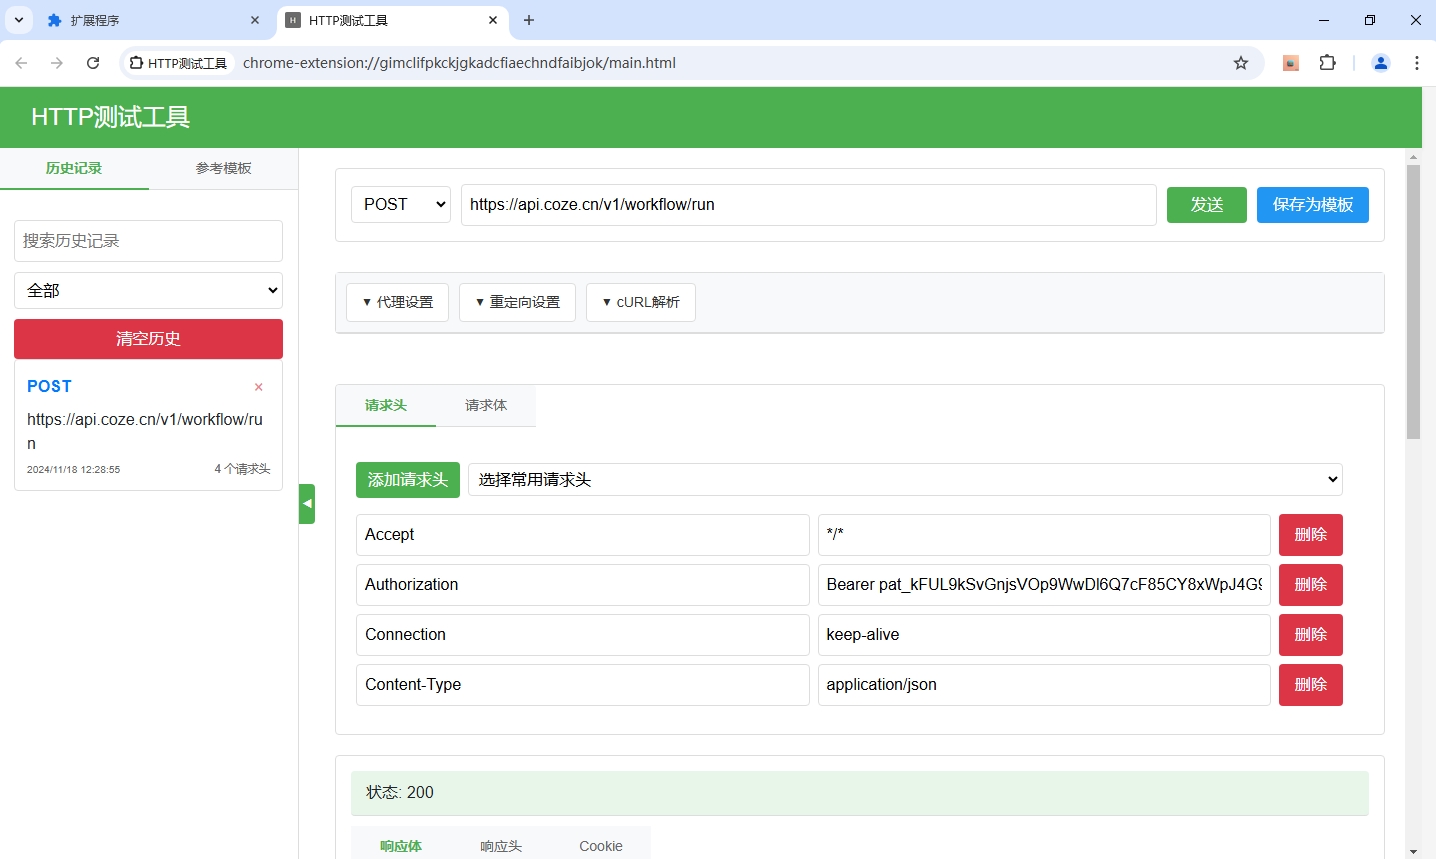 扩展程序
HTTP测试工具
HTTP测试工具
chrome-extension://gimclifpkckjgkadcfiaechndfaibjok/main.html
HTTP测试工具
历史记录
参考模板
搜索历史记录
全部
清空历史
POST
https://api.coze.cn/v1/workflow/ru
n
2024/11/18 12:28:55
4 个请求头
POST
https://api.coze.cn/v1/workflow/run
发送
保存为模板
▼ 代理设置
▼ 重定向设置
▼ cURL解析
请求头
请求体
添加请求头
选择常用请求头
Accept
*/*
删除
Authorization
Bearer pat_kFUL9kSvGnjsVOp9WwDl6Q7cF85CY8xWpJ4G9
删除
Connection
keep-alive
删除
Content-Type
application/json
删除
状态: 200
响应体
响应头
Cookie